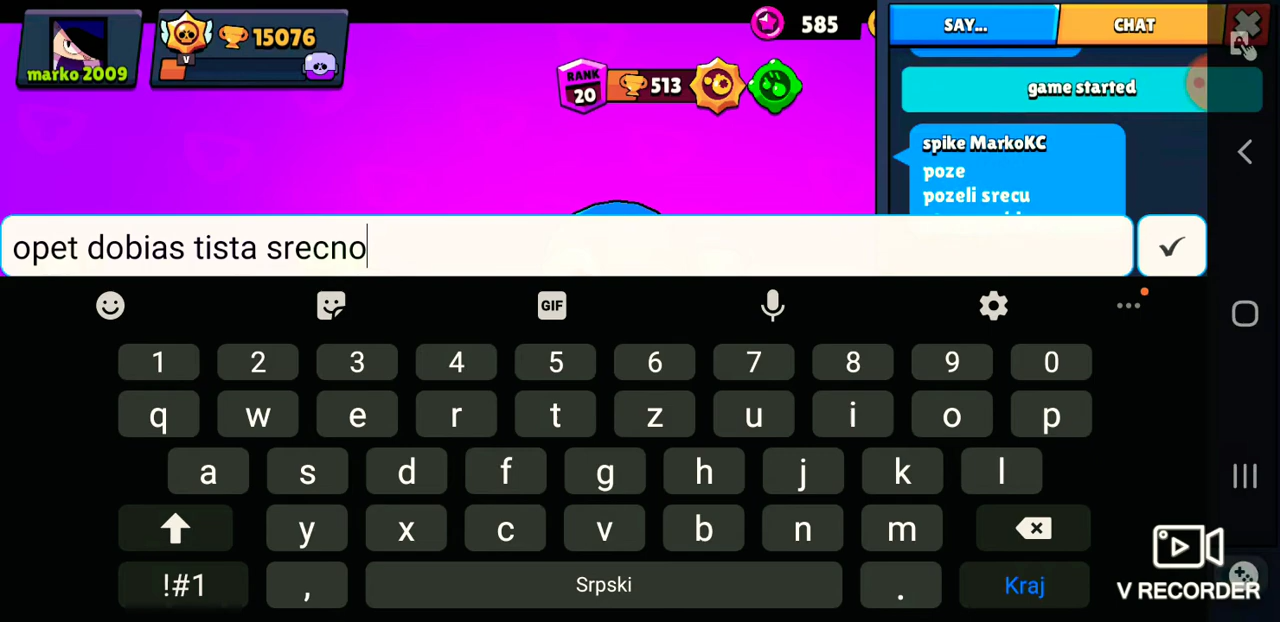 marko 2009
V
15076
585
RANK
20
513
SAY...
CHAT
game started
spike MarkoKC
poze
pozeli srecu
opet dobias tista srecno
GIF
1 2 3 4 5 6 7 8 9 0
q w e r t z u i o p
a s d f g h j k l
y x c v b n m
!#1 , Srpski . Kraj
V RECORDER